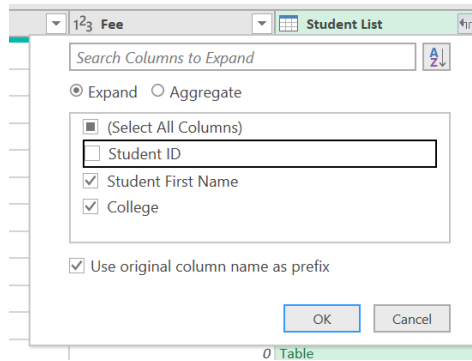 1²3 Fee Student List
Search Columns to Expand A Z↓
Expand Aggregate
(Select All Columns)
Student ID
Student First Name
College
Use original column name as prefix
OK Cancel
0 Table